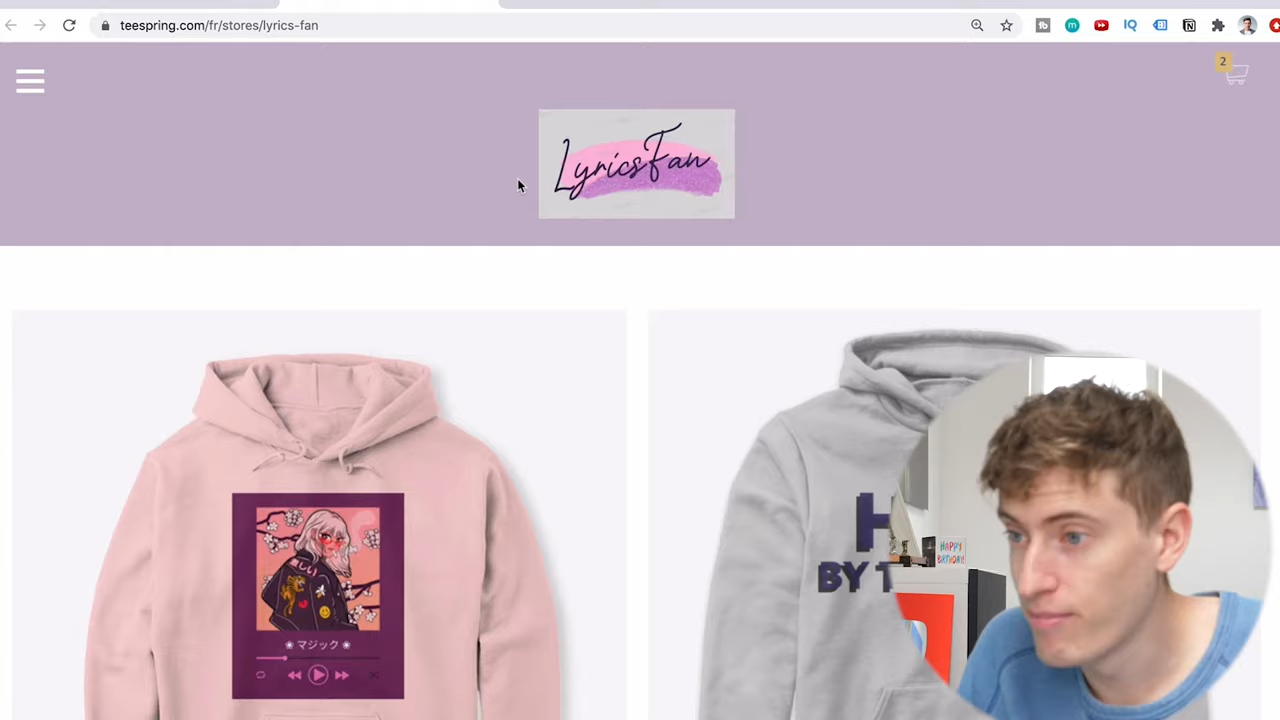 teespring.com/fr/stores/lyrics-fan
2
LyricsFan
❀ マジック ❀
H
BY T
HAPPY
BIRTHDAY!